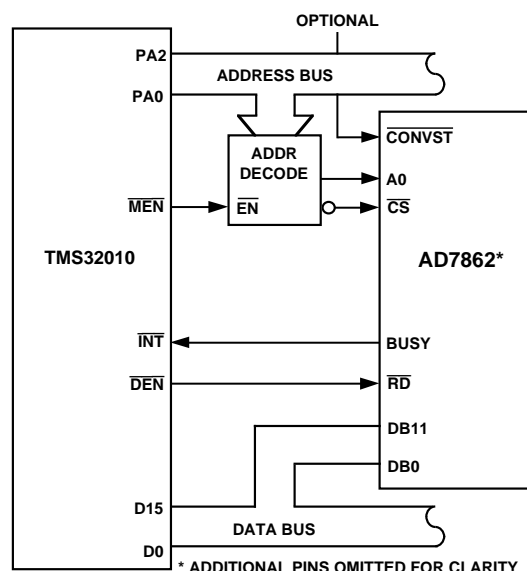 OPTIONAL
PA2
ADDRESS BUS
PA0
CONVST
ADDR
DECODE
A0
MEN
EN
CS
TMS32010
AD7862*
INT
BUSY
DEN
RD
DB11
DB0
D15
DATA BUS
D0
* ADDITIONAL PINS OMITTED FOR CLARITY